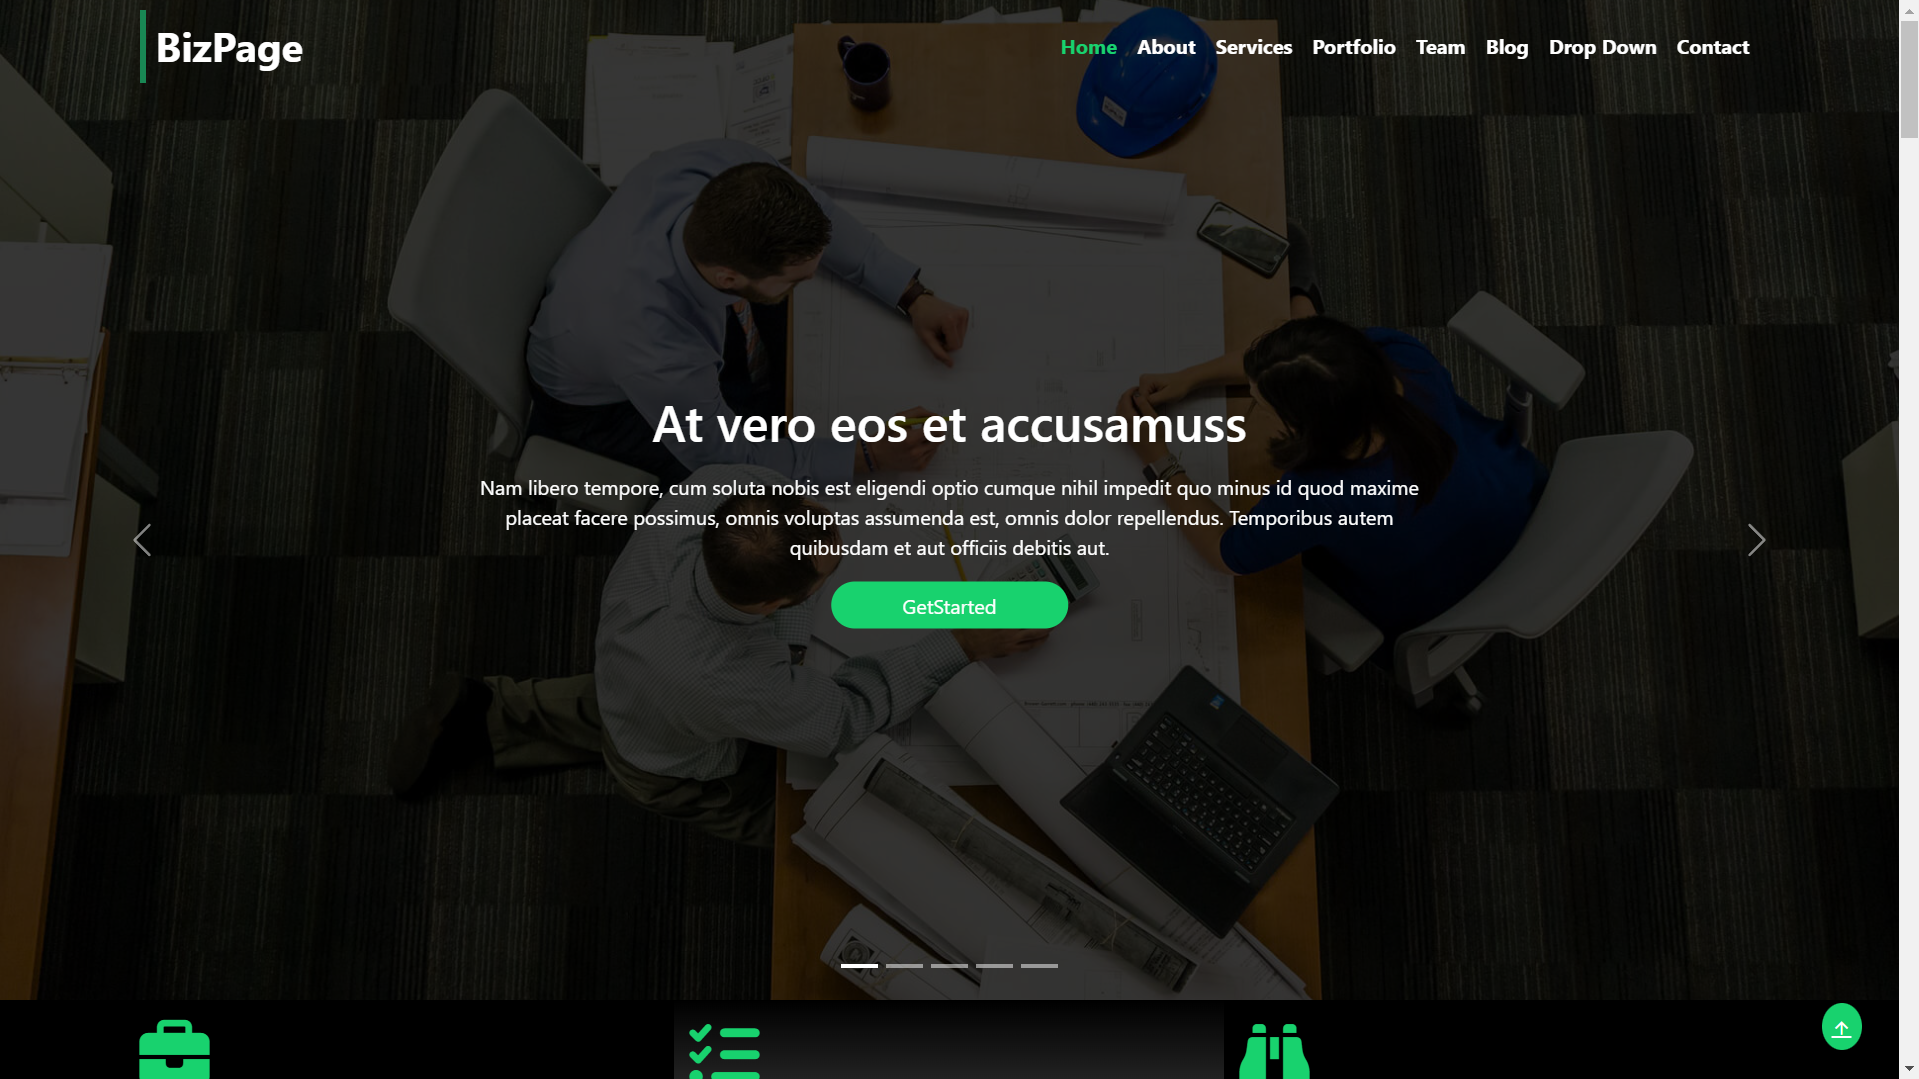 BizPage
Home About Services Portfolio Team Blog Drop Down Contact
At vero eos et accusamuss
Nam libero tempore, cum soluta nobis est eligendi optio cumque nihil impedit quo minus id quod maxime
placeat facere possimus, omnis voluptas assumenda est, omnis dolor repellendus. Temporibus autem
quibusdam et aut officiis debitis aut.
GetStarted